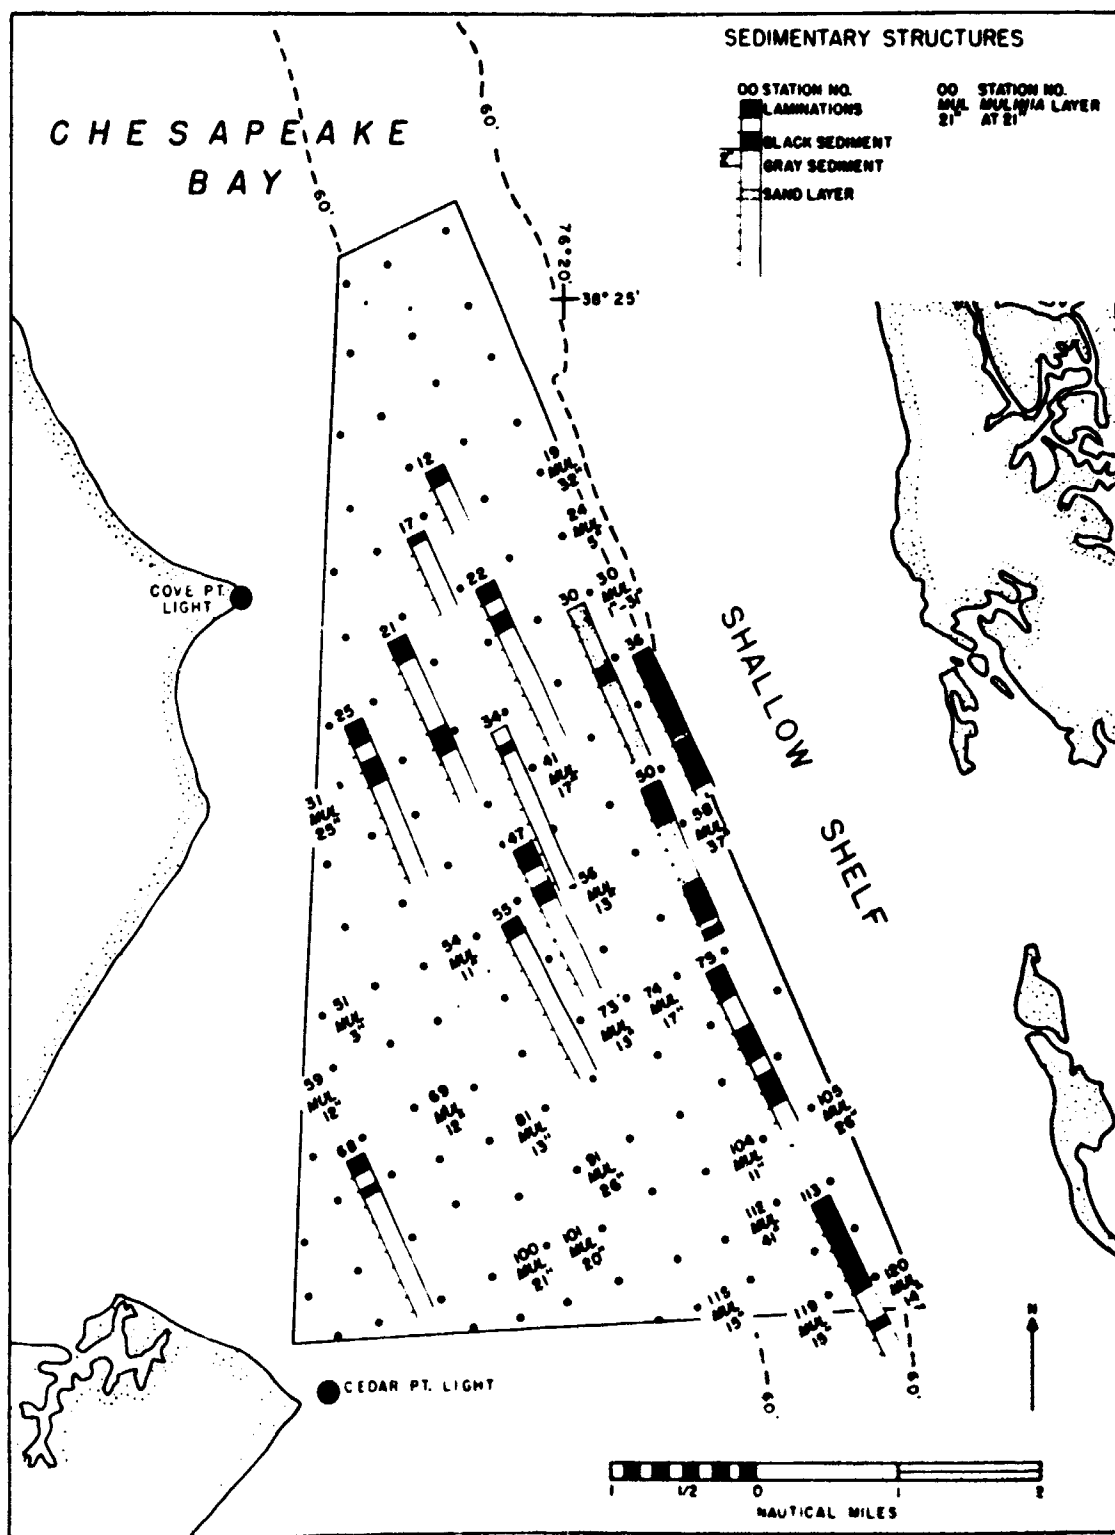 SEDIMENTARY STRUCTURES
00 STATION NO.
LAMINATIONS
BLACK SEDIMENT
2"
GRAY SEDIMENT
SAND LAYER
00 STATION NO.
MUL MULINIA LAYER
21" AT 21"
CHESAPEAKE
BAY
60'
60'
76° 20'
38° 25'
12
19
MUL
32"
17
24
MUL
5"
COVE PT.
LIGHT
22
30
30
MUL
1"-31"
21
36
SHALLOW
SHELF
25
34
41
MUL
17"
31
MUL
25"
50
58
MUL
37"
47
56
MUL
13"
55
54
MUL
11"
75
51
MUL
3"
73
MUL
13"
74
MUL
17"
59
MUL
12"
69
MUL
12"
81
MUL
13"
105
MUL
26"
68
91
MUL
26"
104
MUL
11"
113
112
MUL
41"
100
MUL
21"
101
MUL
20"
118
MUL
15"
119
MUL
15"
120
MUL
14"
60'
60'
N
CEDAR PT. LIGHT
1 1/2 0 1 2
NAUTICAL MILES